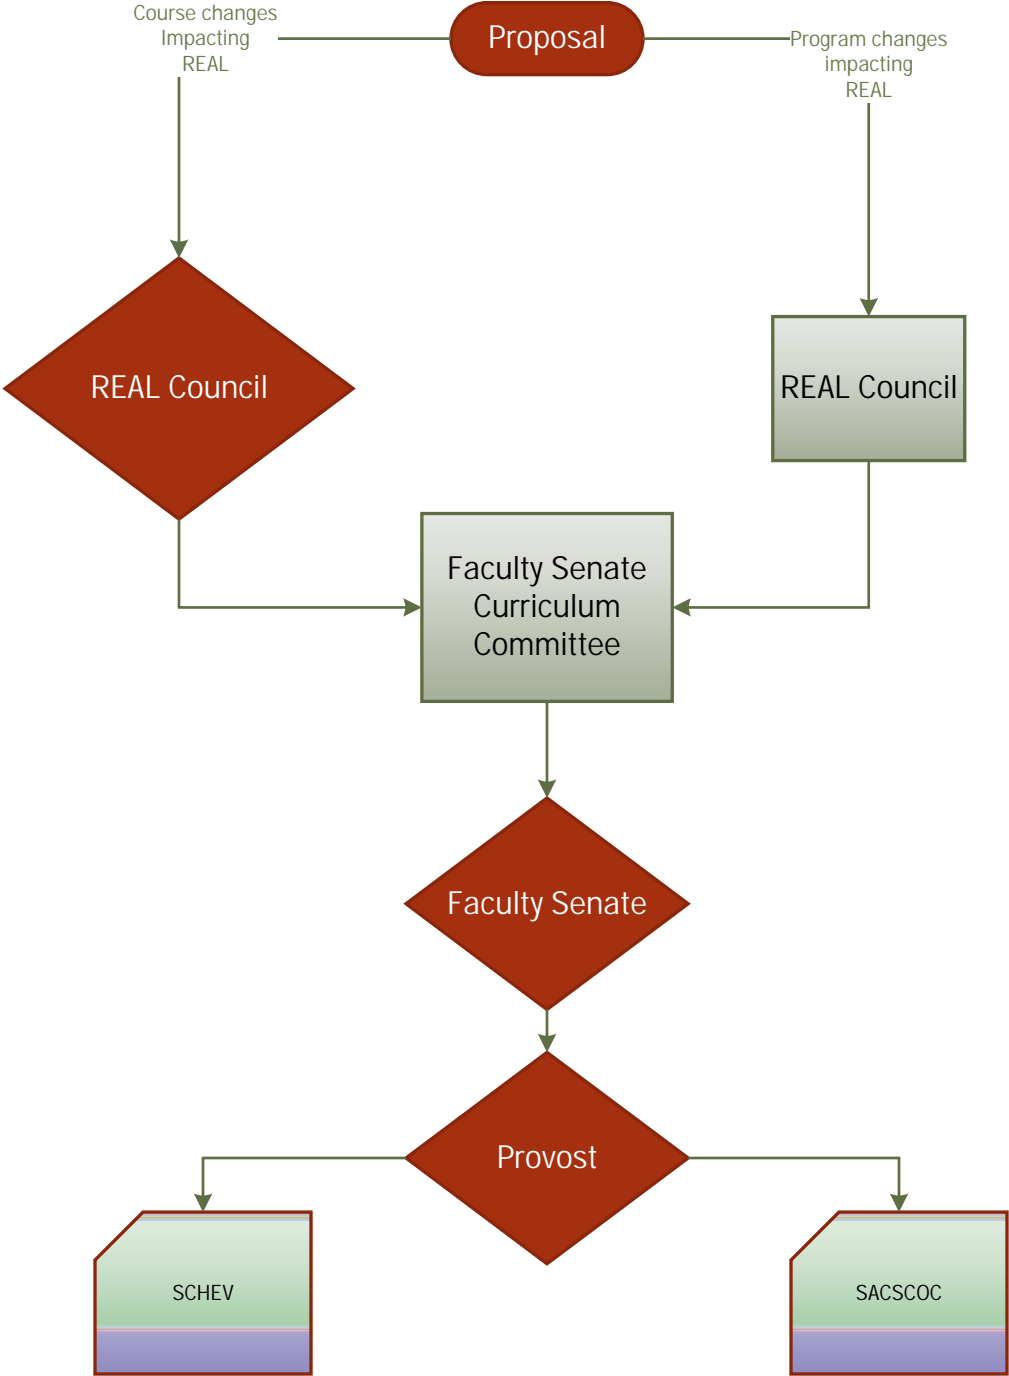 Course changes
Impacting
REAL
Proposal
Program changes
impacting
REAL
REAL Council
REAL Council
Faculty Senate
Curriculum
Committee
Faculty Senate
Provost
SCHEV
SACSCOC